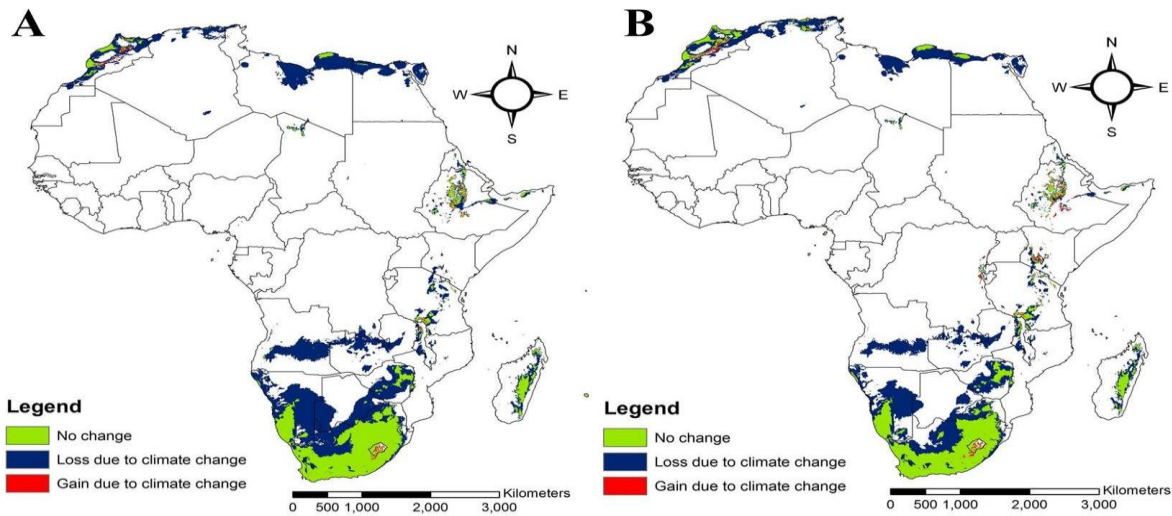 A
N
W E
S
Legend
No change
Loss due to climate change
Gain due to climate change
Kilometers
0 500 1,000 2,000 3,000
B
N
W E
S
Legend
No change
Loss due to climate change
Gain due to climate change
Kilometers
0 500 1,000 2,000 3,000